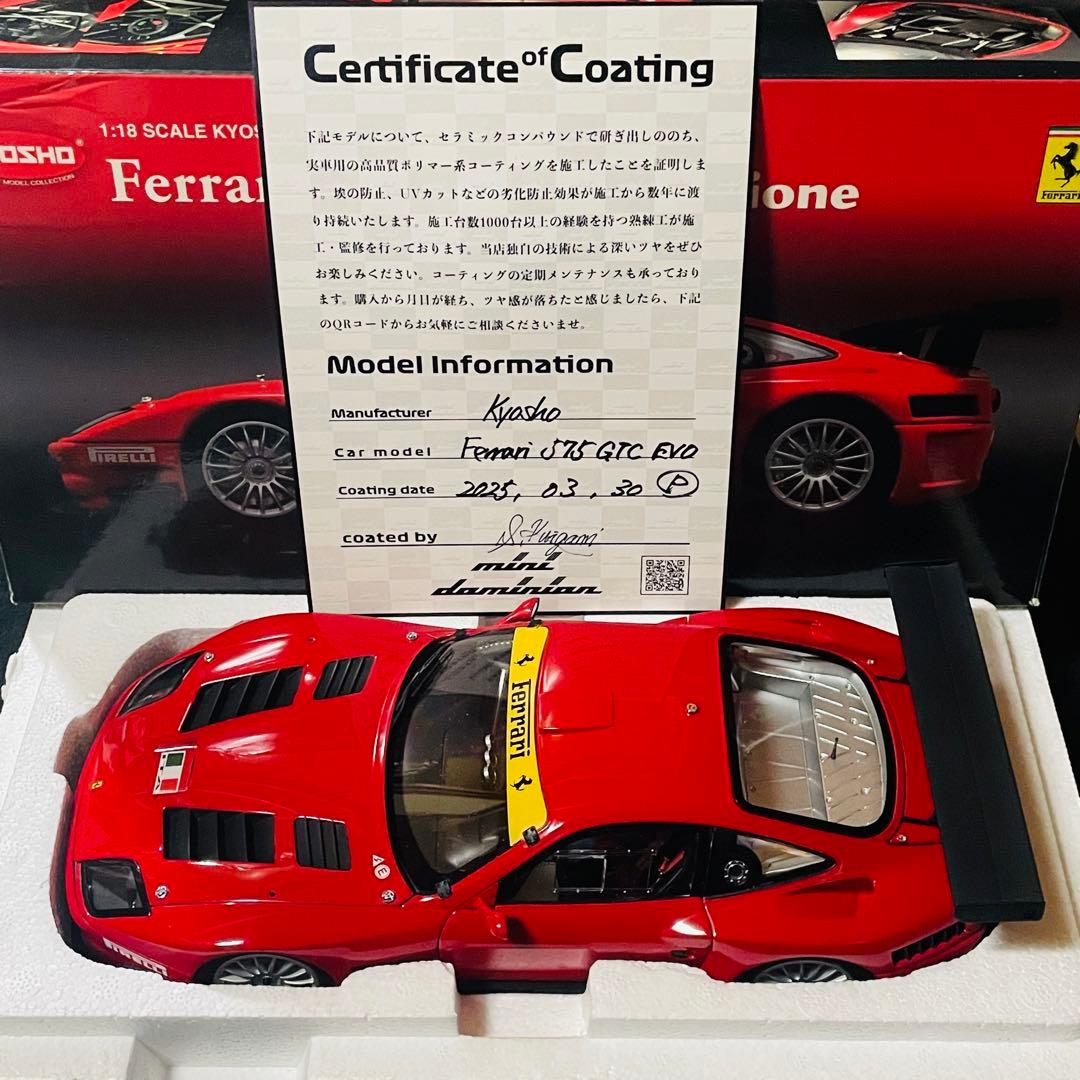 Certificate of Coating
下記モデルについて、セラミックコンパウンドで研ぎ出しののち、
実車用の高品質ポリマー系コーティングを施工したことを証明しま
す。埃の防止、UVカットなどの劣化防止効果が施工から数年に渡
り持続いたします。施工台数1000台以上の経験を持つ熟練工が施
工・監修を行っております。当店独自の技術による深いツヤをぜひ
お楽しみください。コーティングの定期メンテナンスも承っており
ます。購入から月日が経ち、ツヤ感が落ちたと感じましたら、下記
のQRコードからお気軽にご相談くださいませ。
Model Information
Manufacturer Kyosho
Car model Ferrari 575 GTC EVO
Coating date 2025, 03, 30 P
coated by
mini
daminian
1:18 SCALE KYOS
OSHO
MODEL COLLECTION
Ferrar
ione
Ferrari
PIRELLI
Ferrari
E
PIRELLI